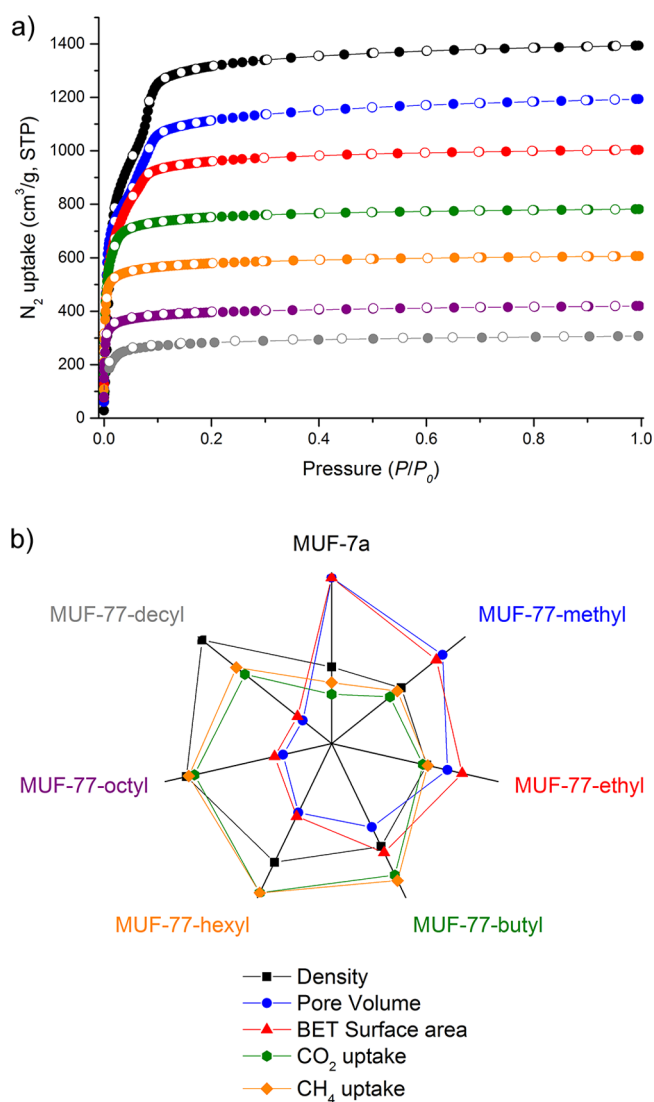 a)
1400
1200
1000
800
600
400
200
0
N₂ uptake (cm³/g, STP)
0.0 0.2 0.4 0.6 0.8 1.0
Pressure (P/P₀)
b)
MUF-7a
MUF-77-decyl
MUF-77-methyl
MUF-77-octyl
MUF-77-ethyl
MUF-77-hexyl
MUF-77-butyl
Density
Pore Volume
BET Surface area
CO₂ uptake
CH₄ uptake